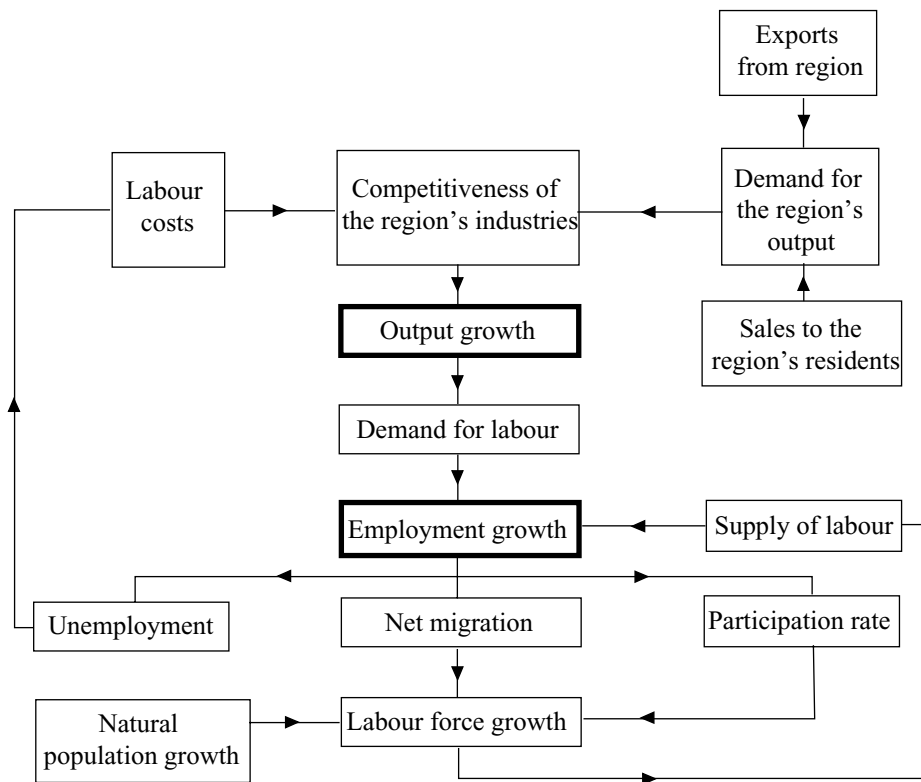 Exports
from region
Labour
costs
Competitiveness of
the region’s industries
Demand for
the region’s
output
Output growth
Sales to the
region’s residents
Demand for labour
Employment growth
Supply of labour
Unemployment
Net migration
Participation rate
Natural
population growth
Labour force growth